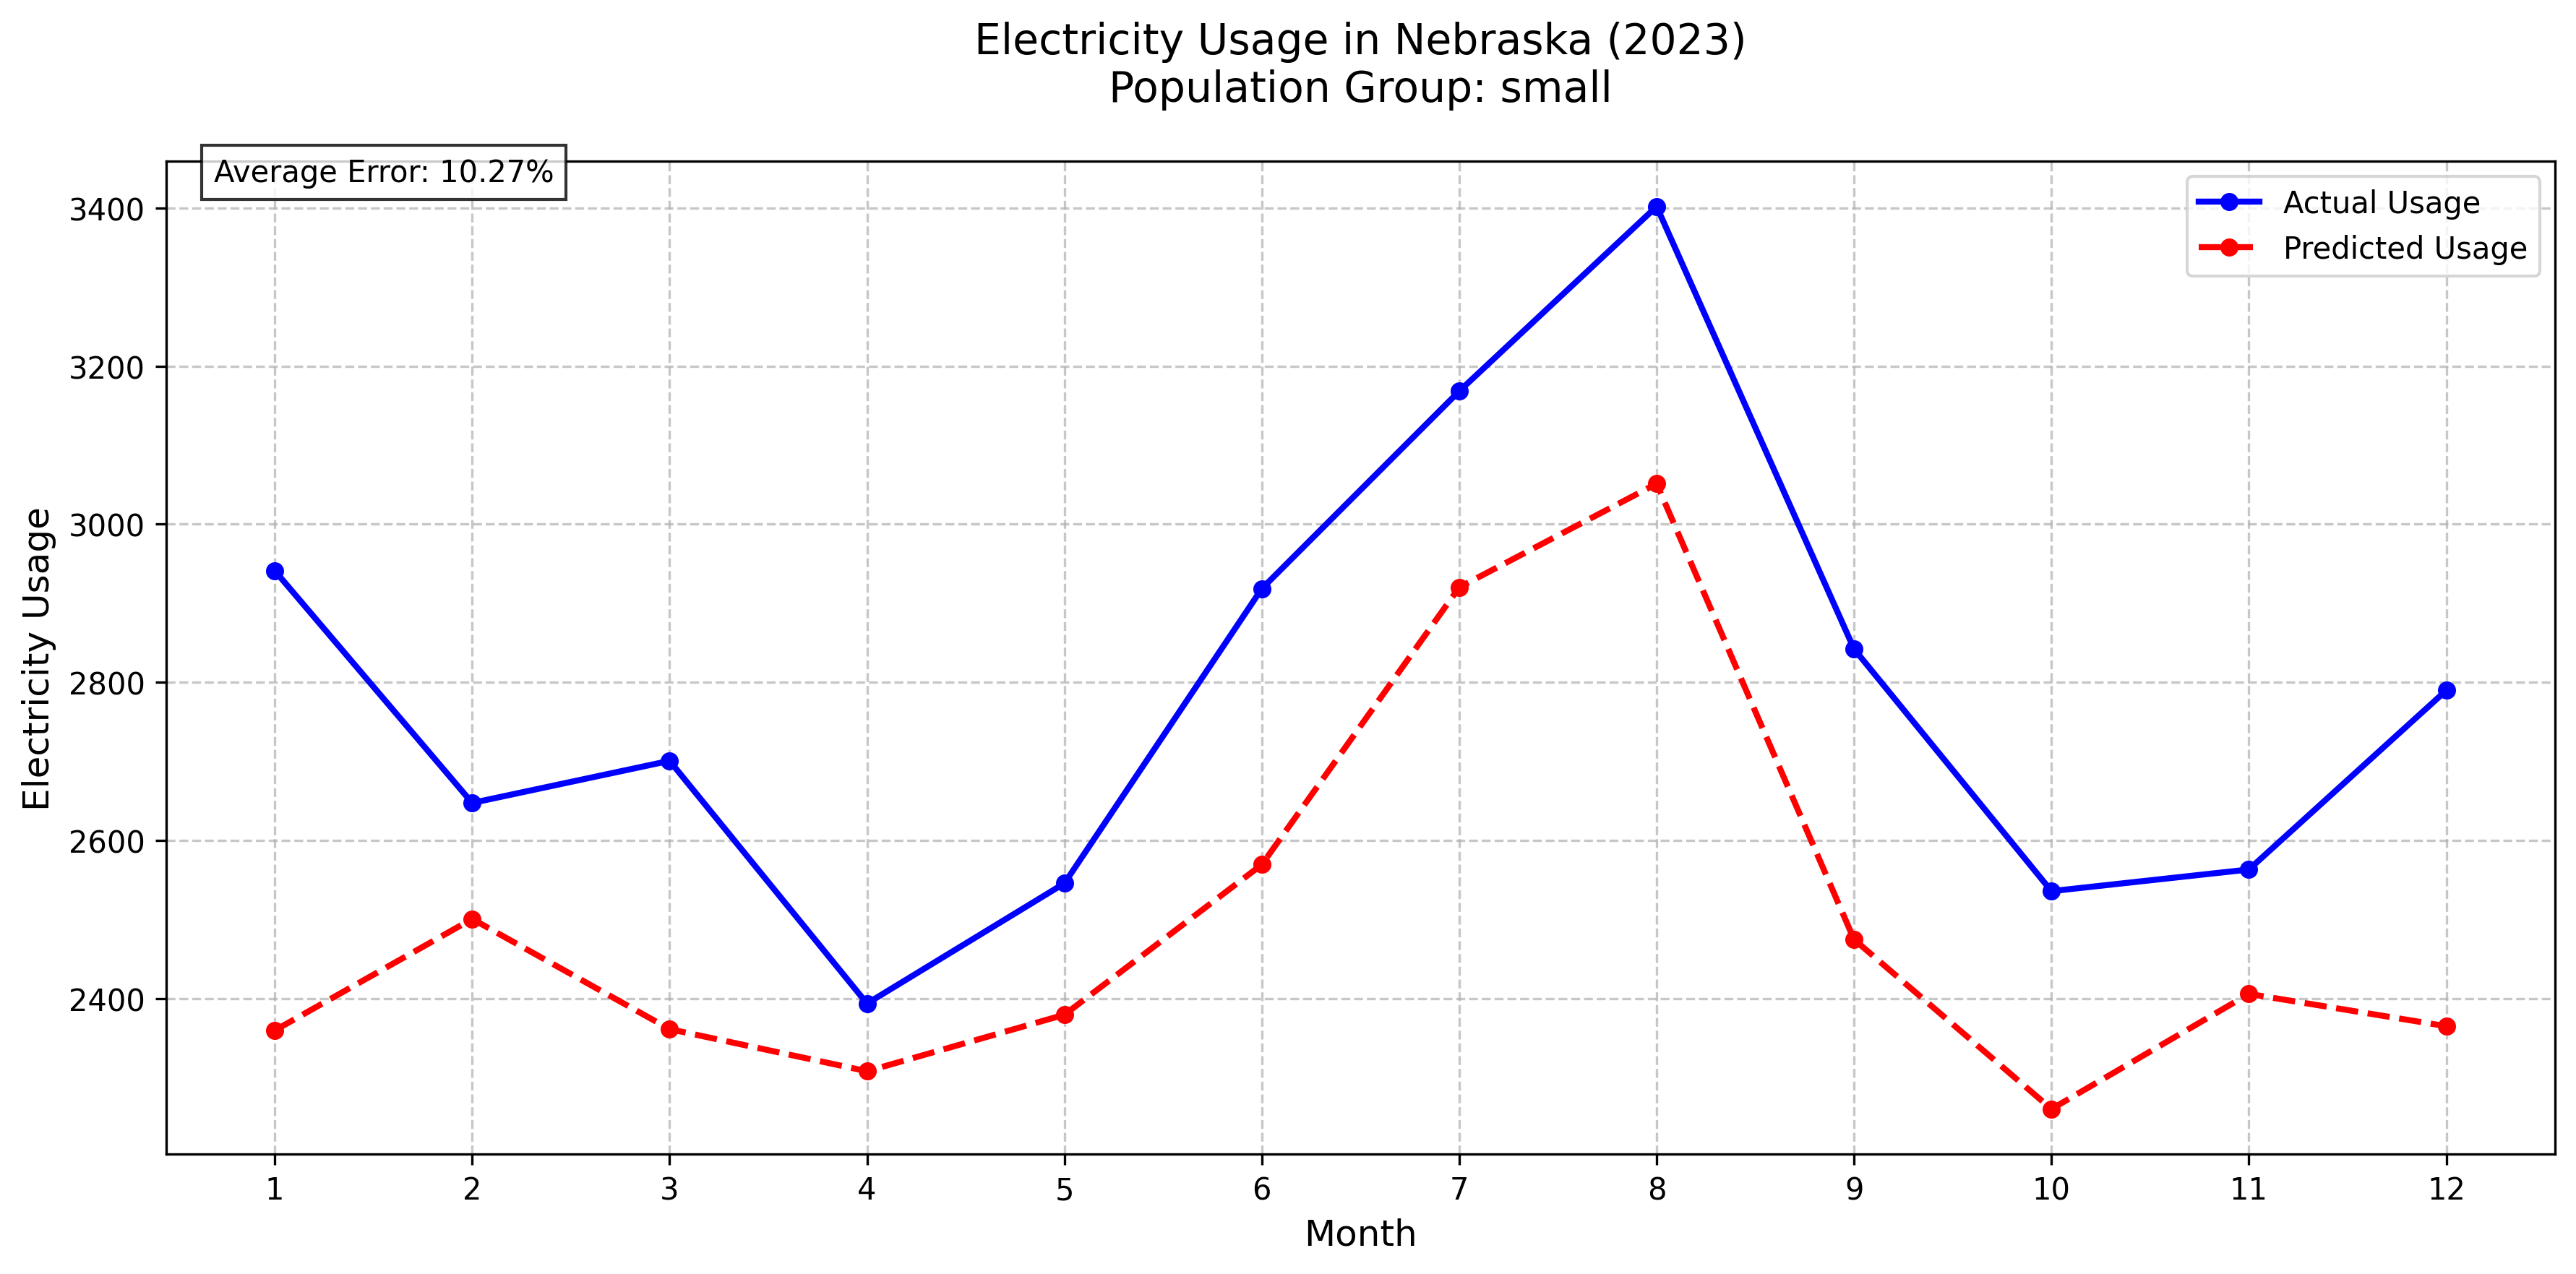 Electricity Usage in Nebraska (2023)
Population Group: small
Average Error: 10.27%
Actual Usage
Predicted Usage
3400
3200
3000
2800
2600
2400
Electricity Usage
1 2 3 4 5 6 7 8 9 10 11 12
Month